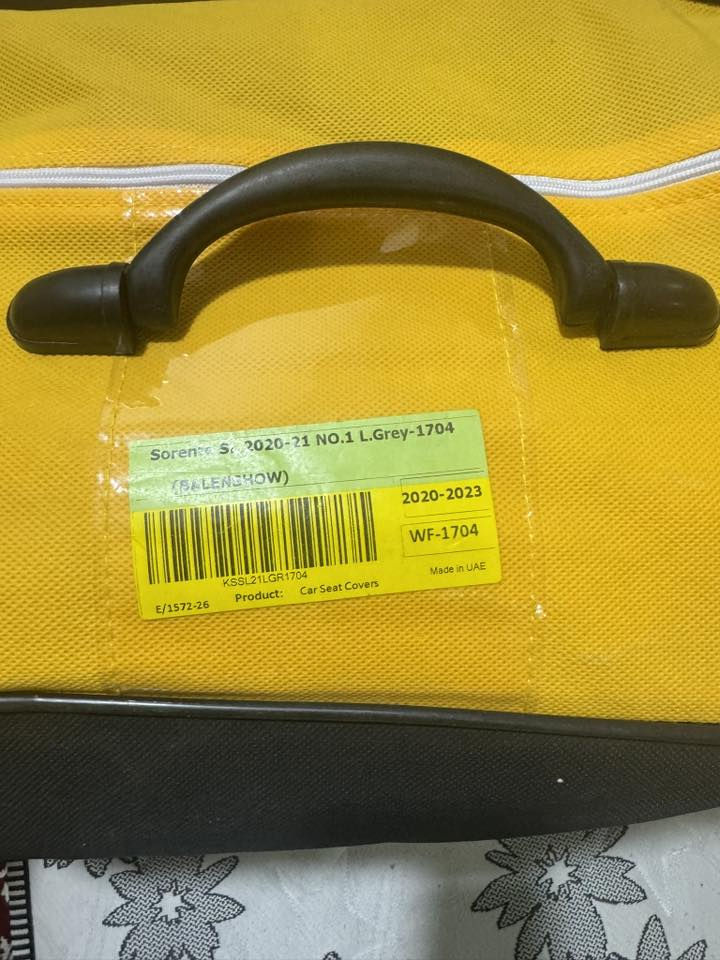 Sorento 2020-21 NO.1 L.Grey-1704
(BALENSHOW)
2020-2023
WF-1704
KSSL21LGR1704
Made in UAE
E/1572-26 Product: Car Seat Covers